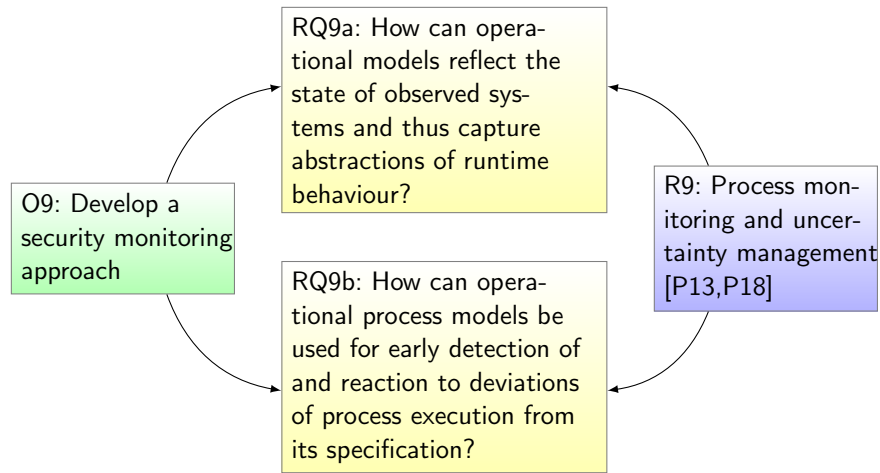 RQ9a: How can opera-
tional models reflect the
state of observed sys-
tems and thus capture
abstractions of runtime
behaviour?
O9: Develop a
security monitoring
approach
R9: Process mon-
itoring and uncer-
tainty management
[P13,P18]
RQ9b: How can opera-
tional process models be
used for early detection of
and reaction to deviations
of process execution from
its specification?